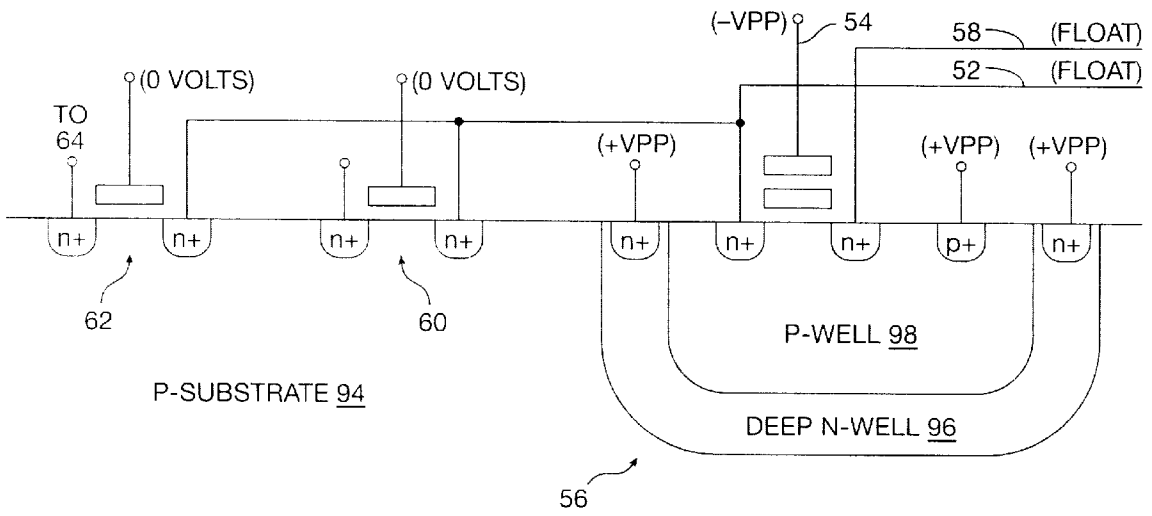 (–VPP) 54 58 (FLOAT)
(0 VOLTS) (0 VOLTS) 52 (FLOAT)
TO
64
(+VPP) (+VPP) (+VPP)
n+ n+ n+ n+ n+ n+ n+ p+ n+
62 60
P-WELL 98
P-SUBSTRATE 94
DEEP N-WELL 96
56